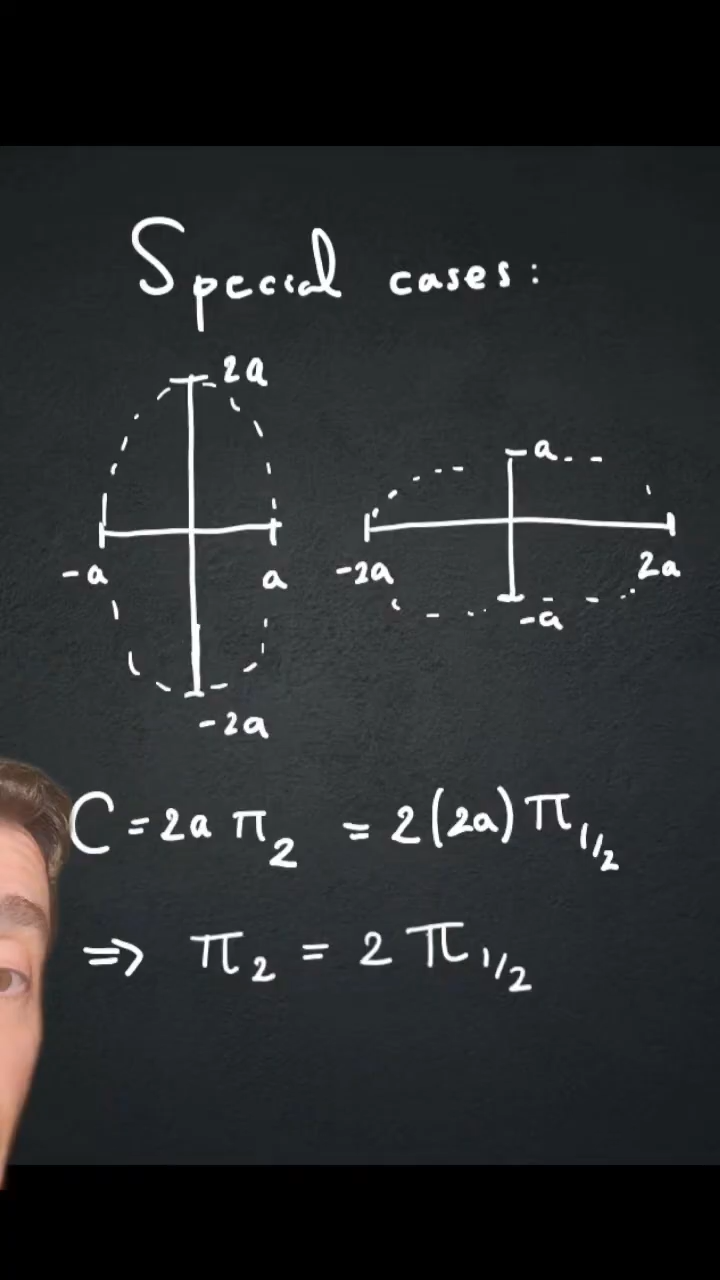 Special cases:
2a
-a a
-2a
a
-2a 2a
-a
C = 2a π₂ = 2(2a) π₁/₂
⇒ π₂ = 2 π₁/₂